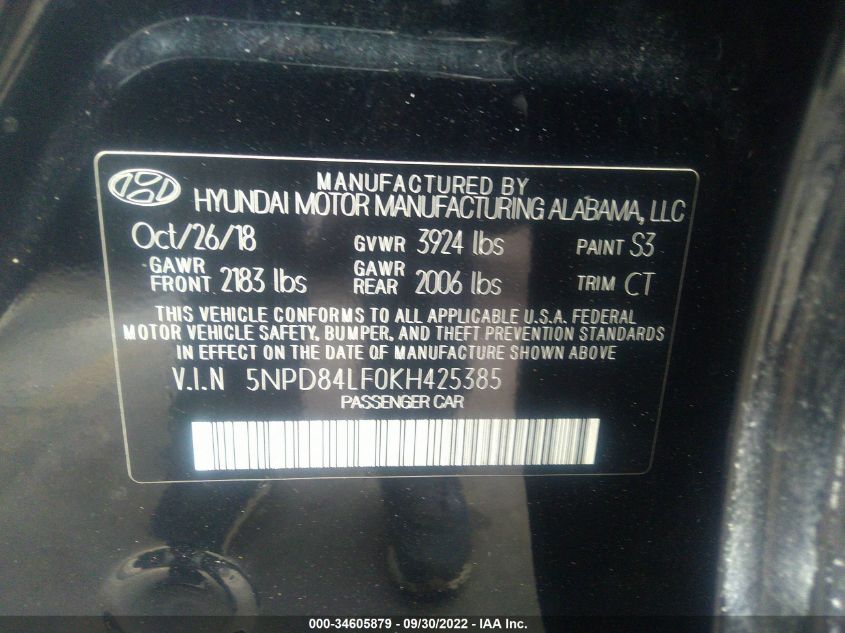 MANUFACTURED BY
HYUNDAI MOTOR MANUFACTURING ALABAMA, LLC
Oct/26/18 GVWR 3924 lbs PAINT S3
GAWR FRONT 2183 lbs GAWR REAR 2006 lbs TRIM CT
THIS VEHICLE CONFORMS TO ALL APPLICABLE U.S.A. FEDERAL
MOTOR VEHICLE SAFETY, BUMPER, AND THEFT PREVENTION STANDARDS
IN EFFECT ON THE DATE OF MANUFACTURE SHOWN ABOVE.
V.I.N 5NPD84LF0KH425385
PASSENGER CAR
000-34605879 - 09/30/2022 - IAA Inc.